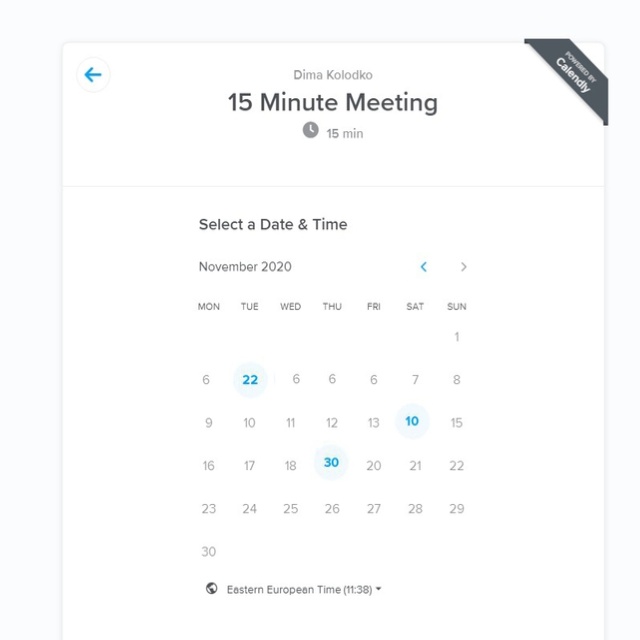 POWERED BY
Calendly
Dima Kolodko
15 Minute Meeting
15 min
Select a Date & Time
November 2020
MON TUE WED THU FRI SAT SUN
1
6 22 6 6 6 7 8
9 10 11 12 13 10 15
16 17 18 30 20 21 22
23 24 25 26 27 28 29
30
Eastern European Time (11:38)